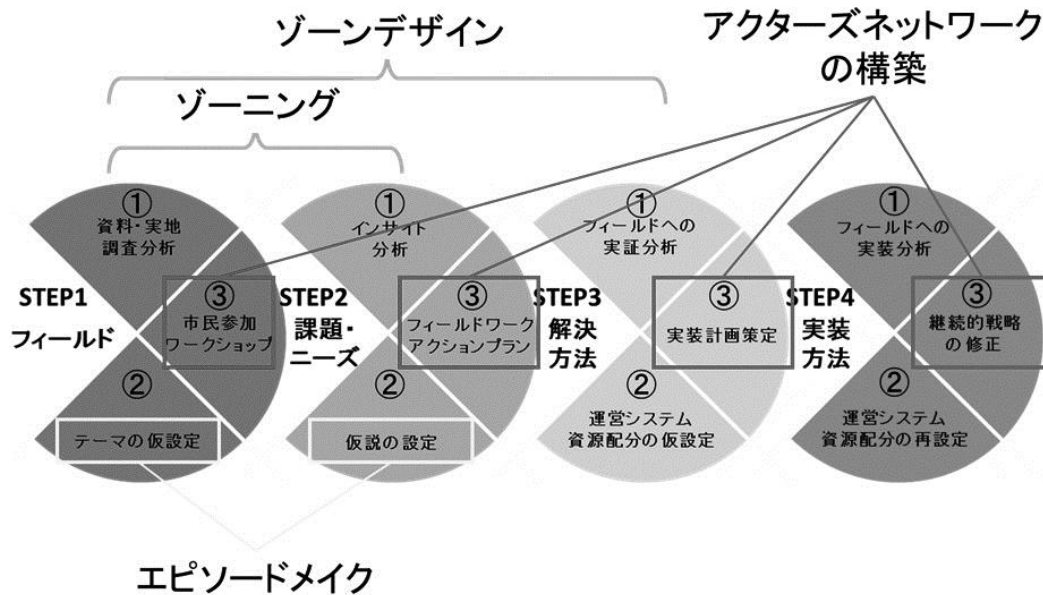 ゾーンデザイン
アクターズネットワーク
の構築
ゾーニング
STEP1
フィールド
①
資料・実地
調査分析
③
市民参加
ワークショップ
②
テーマの仮設定
STEP2
課題・
ニーズ
①
インサイト
分析
③
フィールドワーク
アクションプラン
②
仮説の設定
STEP3
解決
方法
①
フィールドへの
実証分析
③
実装計画策定
②
運営システム
資源配分の仮設定
STEP4
実装
方法
①
フィールドへの
実装分析
③
継続的戦略
の修正
②
運営システム
資源配分の再設定
エピソードメイク